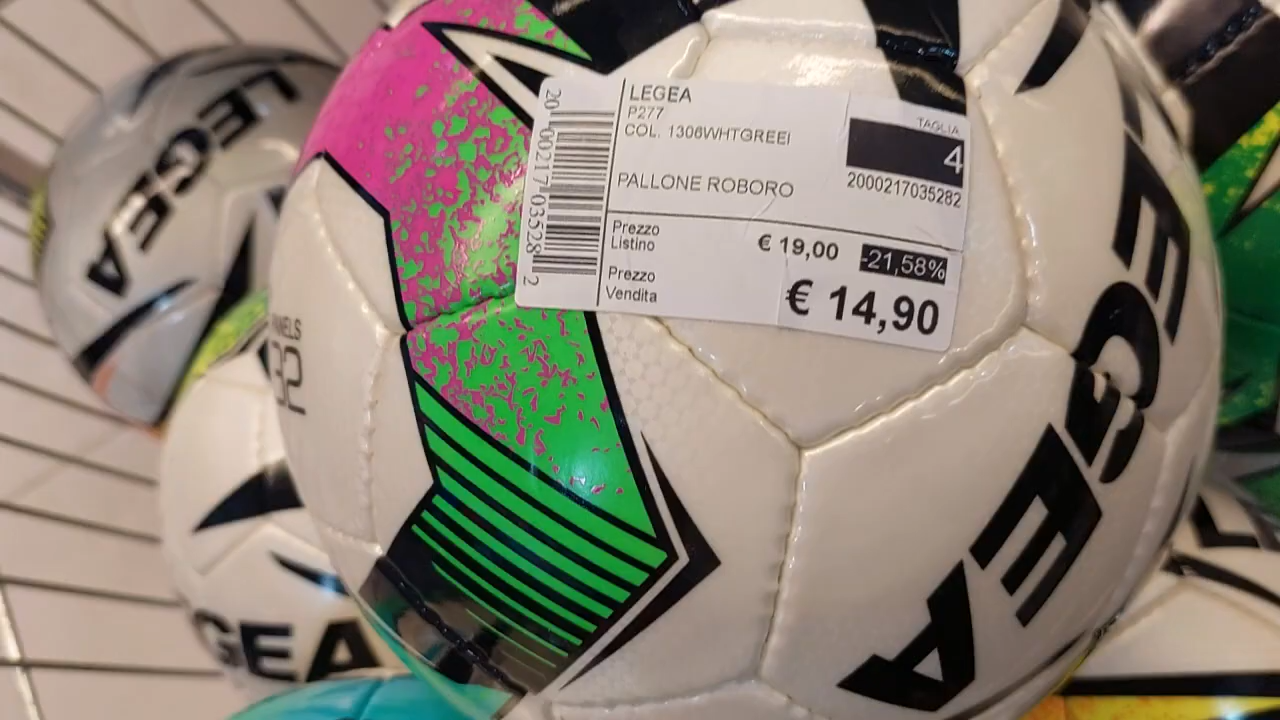 LEGEA
P277
COL. 1306WHTGREEI
TAGLIA
4
2000217035282
PALLONE ROBORO
Prezzo
Listino
€ 19,00
-21,58%
Prezzo
Vendita
€ 14,90
20 00217 03528 2
LEGEA
32
LEGEA
GEA